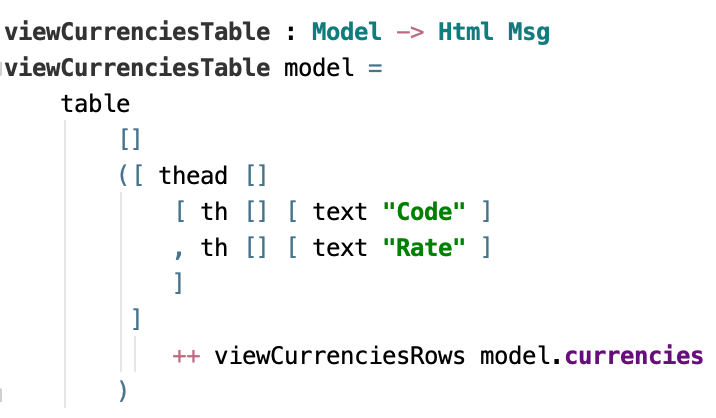 viewCurrenciesTable : Model -> Html Msg
viewCurrenciesTable model =
    table
        []
        ([ thead []
            [ th [] [ text "Code" ]
            , th [] [ text "Rate" ]
            ]
         ]
            ++ viewCurrenciesRows model.currencies
        )